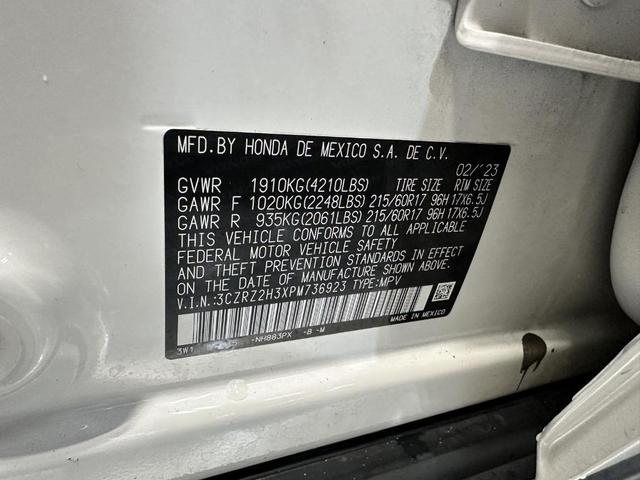 MFD.BY HONDA DE MEXICO S.A. DE C.V.
02/'23
GVWR 1910KG(4210LBS) TIRE SIZE RIM SIZE
GAWR F 1020KG(2248LBS) 215/60R17 96H 17X6.5J
GAWR R 935KG(2061LBS) 215/60R17 96H 17X6.5J
THIS VEHICLE CONFORMS TO ALL APPLICABLE
FEDERAL MOTOR VEHICLE SAFETY
AND THEFT PREVENTION STANDARDS IN EFFECT
ON THE DATE OF MANUFACTURE SHOWN ABOVE.
V.I.N.:3CZRZ2H3XPM736923 TYPE:MPV
3W1 -NH883PX -B -M
MADE IN MEXICO